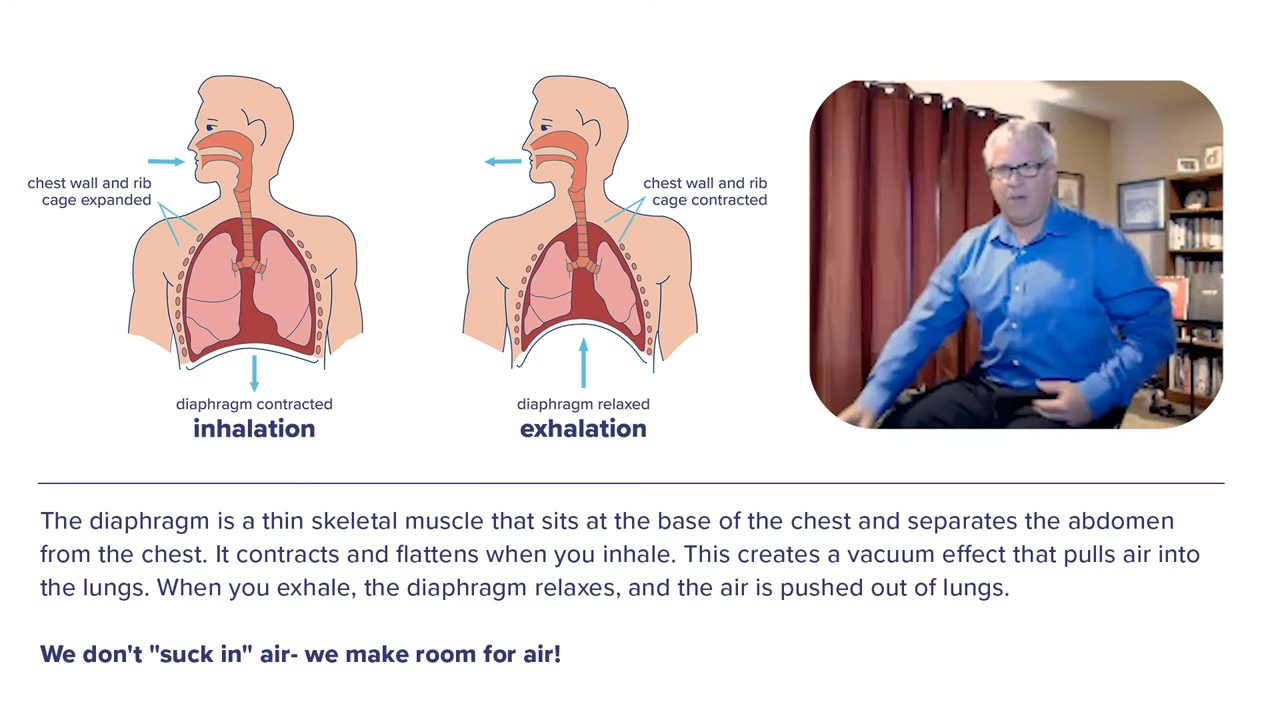 chest wall and rib
cage expanded
diaphragm contracted
inhalation
chest wall and rib
cage contracted
diaphragm relaxed
exhalation
The diaphragm is a thin skeletal muscle that sits at the base of the chest and separates the abdomen
from the chest. It contracts and flattens when you inhale. This creates a vacuum effect that pulls air into
the lungs. When you exhale, the diaphragm relaxes, and the air is pushed out of lungs.
We don't "suck in" air- we make room for air!